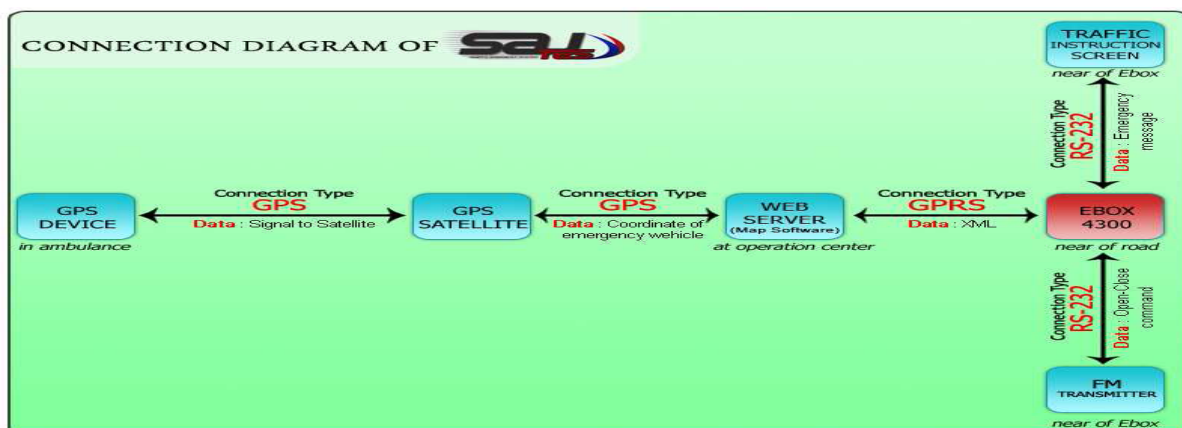 CONNECTION DIAGRAM OF SAU
TECS
TRAFFIC
INSTRUCTION
SCREEN
near of Ebox
Connection Type
RS-232
Data : Emergency
message
GPS
DEVICE
in ambulance
Connection Type
GPS
Data : Signal to Satellite
GPS
SATELLITE
Connection Type
GPS
Data : Coordinate of
emergency wehicle
WEB
SERVER
(Map Software)
at operation center
Connection Type
GPRS
Data : XML
EBOX
4300
near of road
Connection Type
RS-232
Data : Open-Close
command
FM
TRANSMITTER
near of Ebox